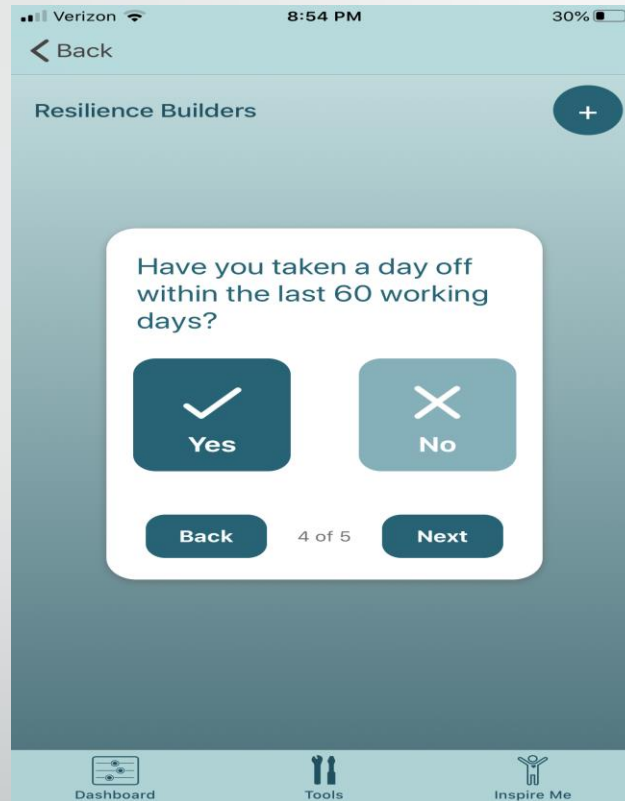 Verizon 8:54 PM 30%
Back
Resilience Builders +
Have you taken a day off
within the last 60 working
days?
Yes No
Back 4 of 5 Next
Dashboard Tools Inspire Me